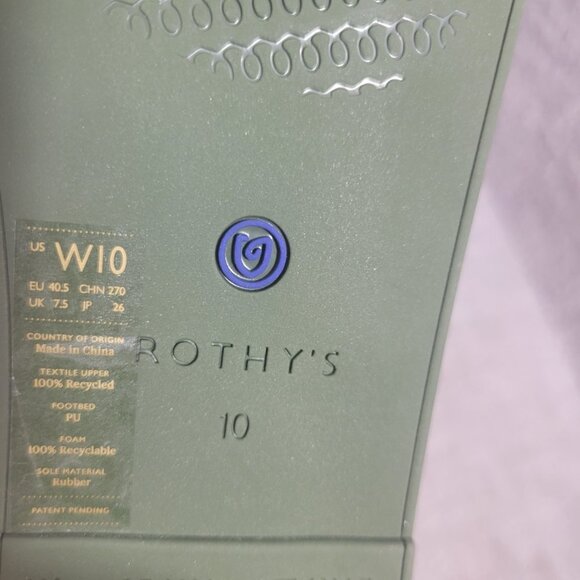 US W10
EU 40.5 CHN 270
UK 7.5 JP 26
COUNTRY OF ORIGIN
Made in China
TEXTILE UPPER
100% Recycled
FOOTBED
PU
FOAM
100% Recyclable
SOLE MATERIAL
Rubber
PATENT PENDING
ROTHY'S
10